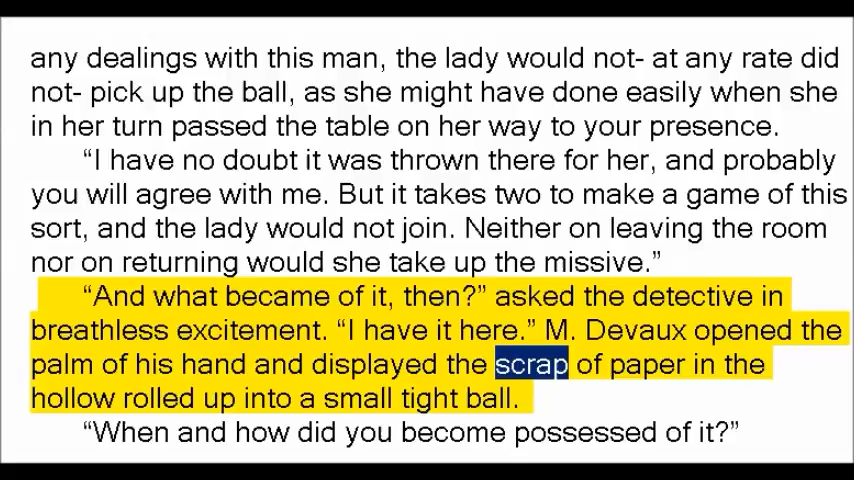 any dealings with this man, the lady would not- at any rate did
not- pick up the ball, as she might have done easily when she
in her turn passed the table on her way to your presence.
“I have no doubt it was thrown there for her, and probably
you will agree with me. But it takes two to make a game of this
sort, and the lady would not join. Neither on leaving the room
nor on returning would she take up the missive.”
“And what became of it, then?” asked the detective in
breathless excitement. “I have it here.” M. Devaux opened the
palm of his hand and displayed the scrap of paper in the
hollow rolled up into a small tight ball.
“When and how did you become possessed of it?”